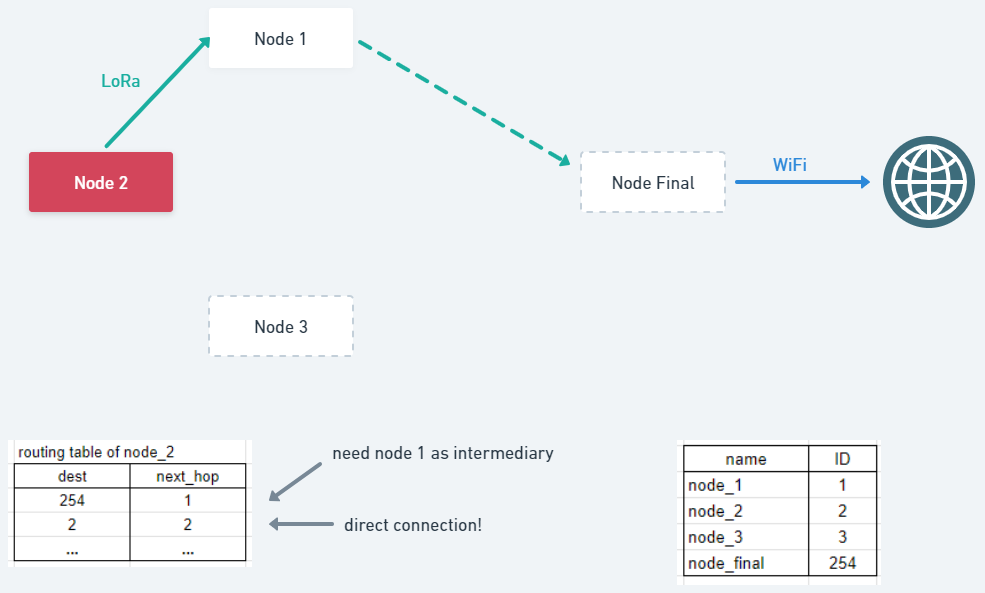 Node 1
LoRa
Node 2
Node Final
WiFi
Node 3
routing table of node_2
dest next_hop
254 1
2 2
... ...
need node 1 as intermediary
direct connection!
name ID
node_1 1
node_2 2
node_3 3
node_final 254